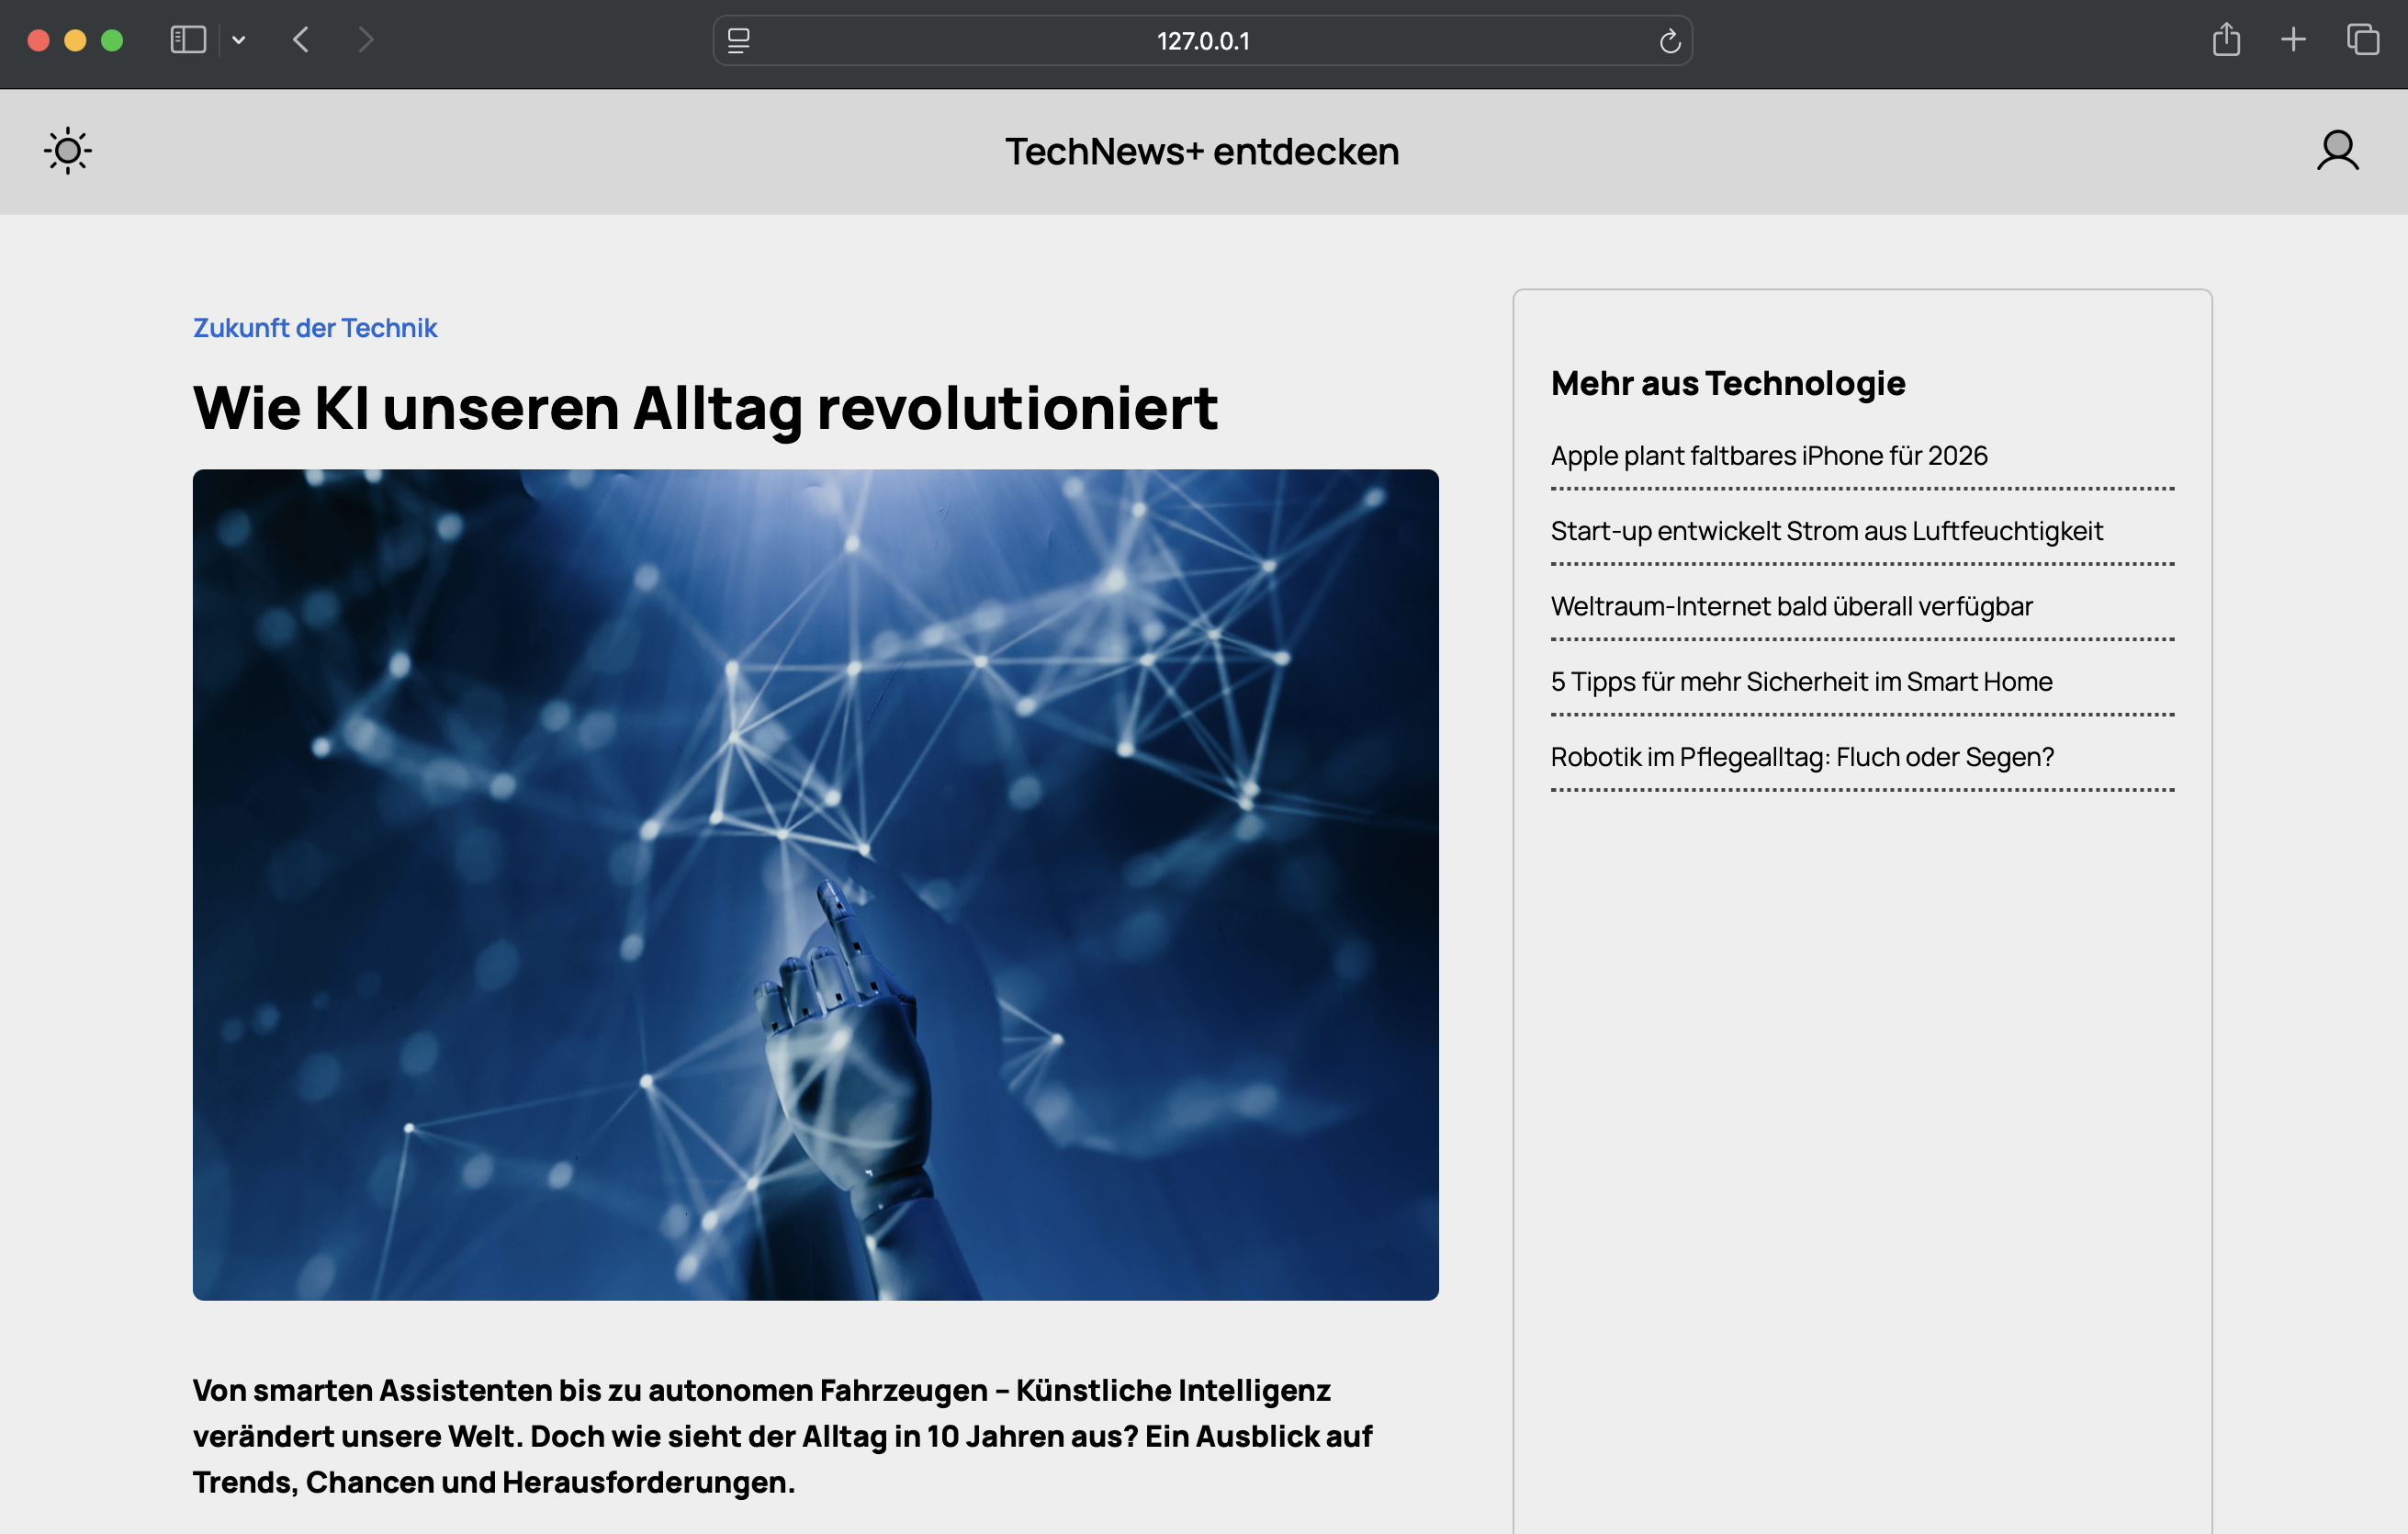 127.0.0.1
TechNews+ entdecken
Zukunft der Technik
Wie KI unseren Alltag revolutioniert
Von smarten Assistenten bis zu autonomen Fahrzeugen – Künstliche Intelligenz
verändert unsere Welt. Doch wie sieht der Alltag in 10 Jahren aus? Ein Ausblick auf
Trends, Chancen und Herausforderungen.
Mehr aus Technologie
Apple plant faltbares iPhone für 2026
Start-up entwickelt Strom aus Luftfeuchtigkeit
Weltraum-Internet bald überall verfügbar
5 Tipps für mehr Sicherheit im Smart Home
Robotik im Pflegealltag: Fluch oder Segen?